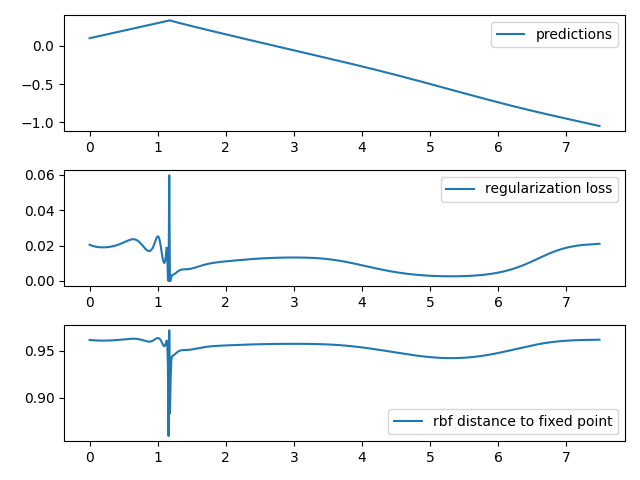 predictions
0.0
−0.5
−1.0
0 1 2 3 4 5 6 7
0.06
regularization loss
0.04
0.02
0.00
0 1 2 3 4 5 6 7
0.95
0.90
rbf distance to fixed point
0 1 2 3 4 5 6 7